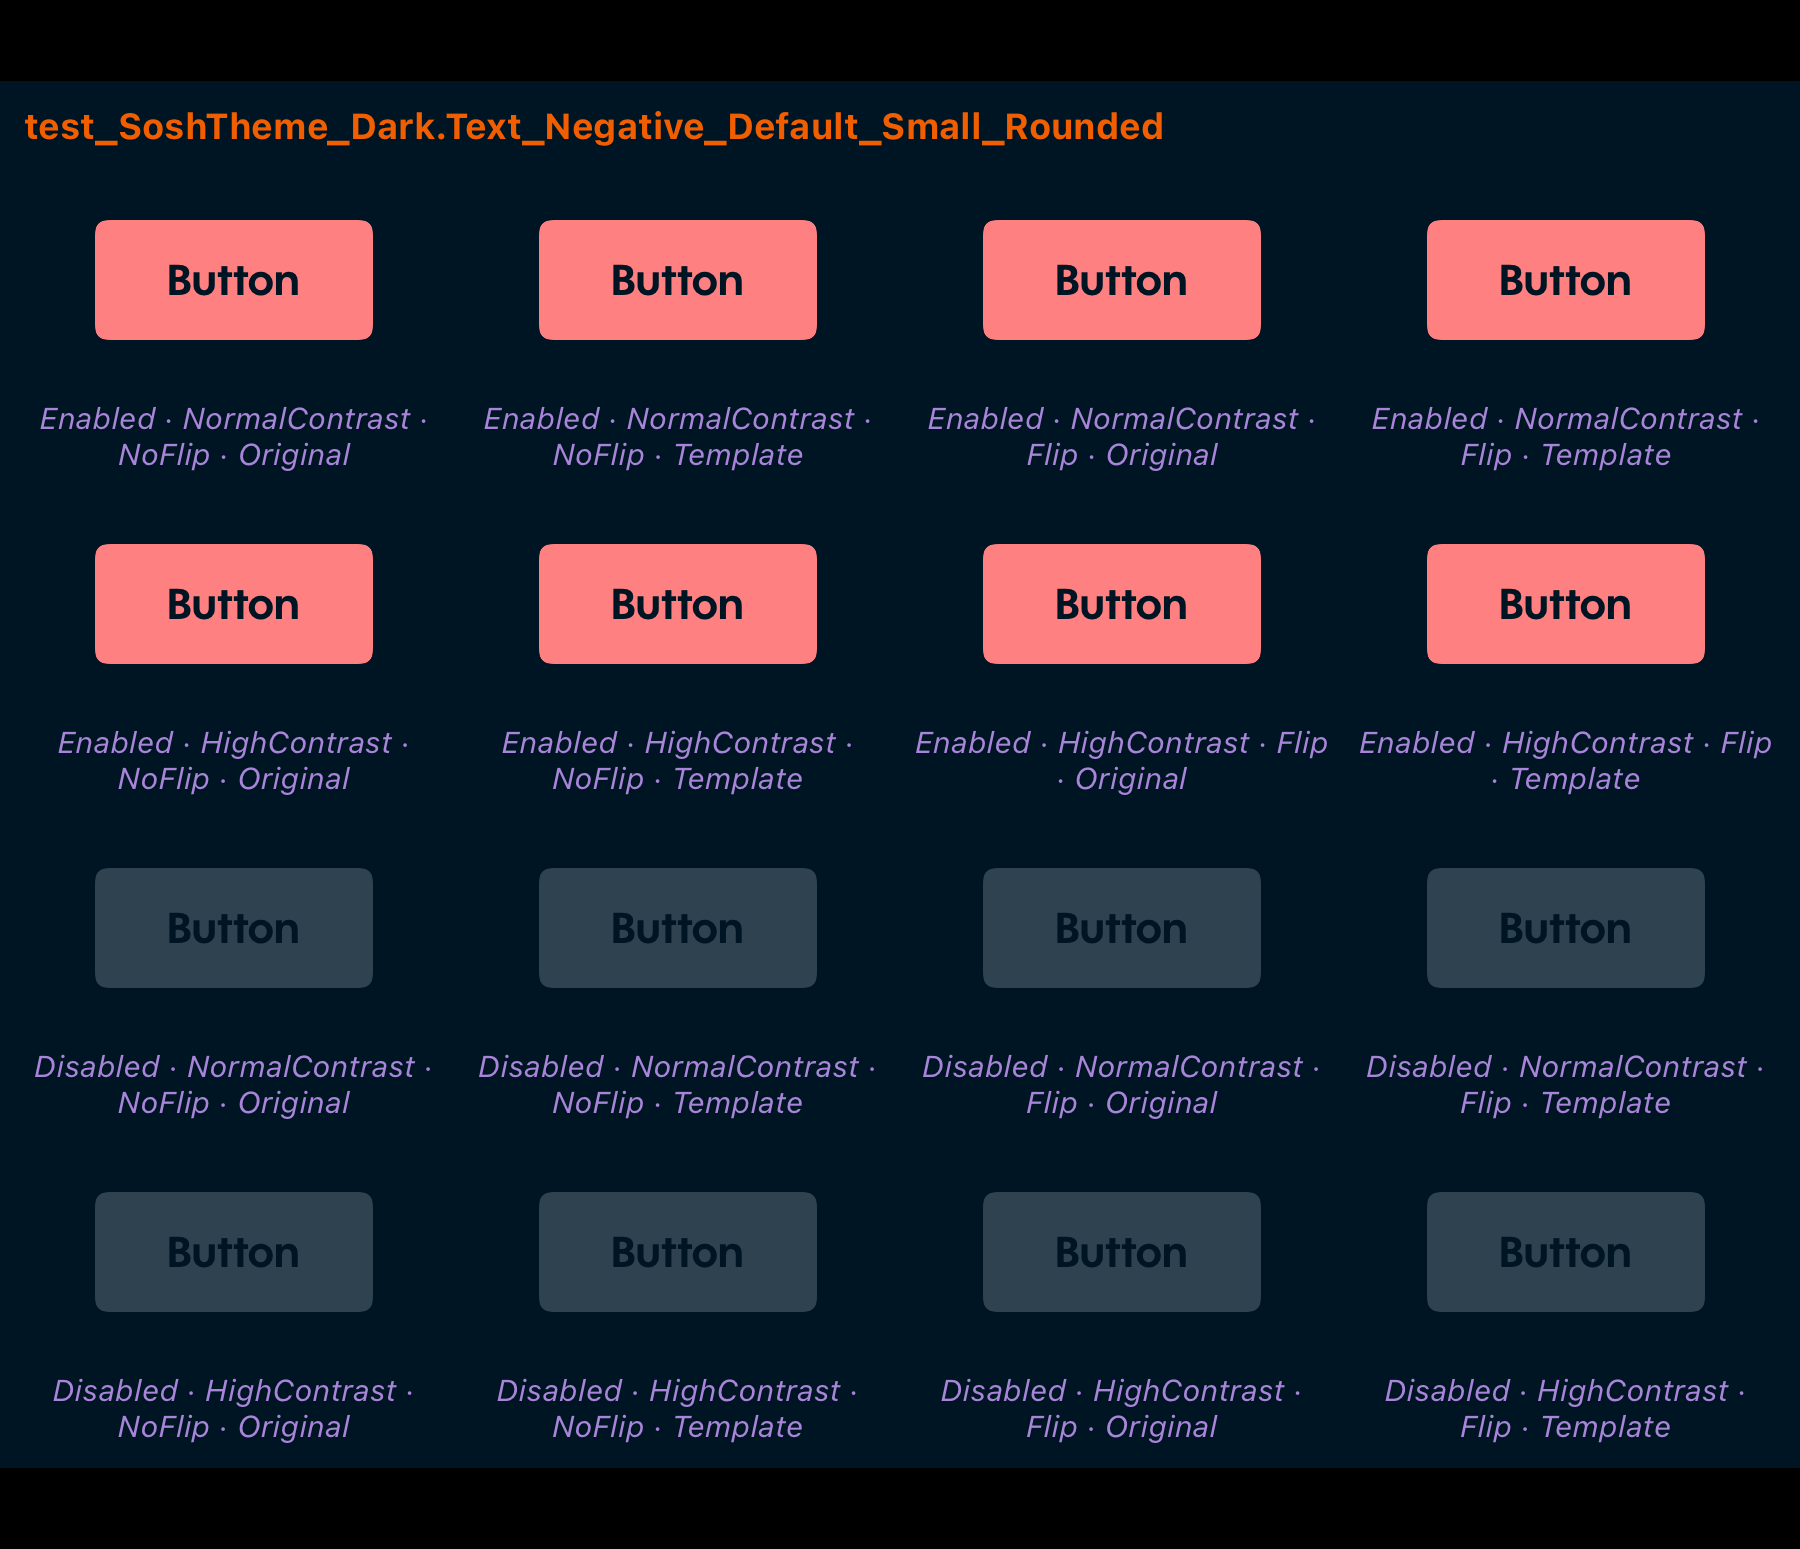 test_SoshTheme_Dark.Text_Negative_Default_Small_Rounded
Button Button Button Button
Enabled · NormalContrast · Enabled · NormalContrast · Enabled · NormalContrast · Enabled · NormalContrast ·
NoFlip · Original NoFlip · Template Flip · Original Flip · Template
Button Button Button Button
Enabled · HighContrast · Enabled · HighContrast · Enabled · HighContrast · Flip Enabled · HighContrast · Flip
NoFlip · Original NoFlip · Template · Original · Template
Button Button Button Button
Disabled · NormalContrast · Disabled · NormalContrast · Disabled · NormalContrast · Disabled · NormalContrast ·
NoFlip · Original NoFlip · Template Flip · Original Flip · Template
Button Button Button Button
Disabled · HighContrast · Disabled · HighContrast · Disabled · HighContrast · Disabled · HighContrast ·
NoFlip · Original NoFlip · Template Flip · Original Flip · Template